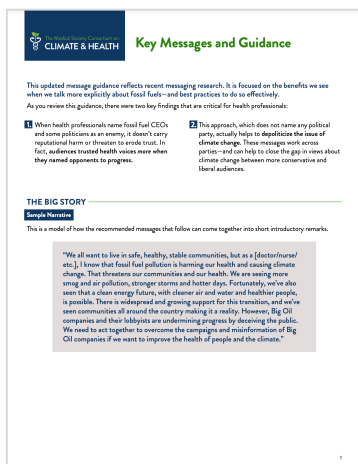 The Medical Society Consortium on
CLIMATE & HEALTH
Key Messages and Guidance
This updated message guidance reflects recent messaging research. It is focused on the benefits we see
when we talk more explicitly about fossil fuels—and best practices to do so effectively.
As you review this guidance, there were two key findings that are critical for health professionals:
1. When health professionals name fossil fuel CEOs
and some politicians as an enemy, it doesn't carry
reputational harm or threaten to erode trust. In
fact, audiences trusted health voices more when
they named opponents to progress.
2. This approach, which does not name any political
party, actually helps to depoliticize the issue of
climate change. These messages work across
parties—and can help to close the gap in views about
climate change between more conservative and
liberal audiences.
THE BIG STORY
Sample Narrative
This is a model of how the recommended messages that follow can come together into short introductory remarks.
"We all want to live in safe, healthy, stable communities, but as a [doctor/nurse/
etc.], I know that fossil fuel pollution is harming our health and causing climate
change. That threatens our communities and our health. We are seeing more
smog and air pollution, stronger storms and hotter days. Fortunately, we've also
seen that a clean energy future, with cleaner air and water and healthier people,
is possible. There is widespread and growing support for this transition, and we've
seen communities all around the country making it a reality. However, Big Oil
companies and their lobbyists are undermining progress by deceiving the public.
We need to act together to overcome the campaigns and misinformation of Big
Oil companies if we want to improve the health of people and the climate."
1